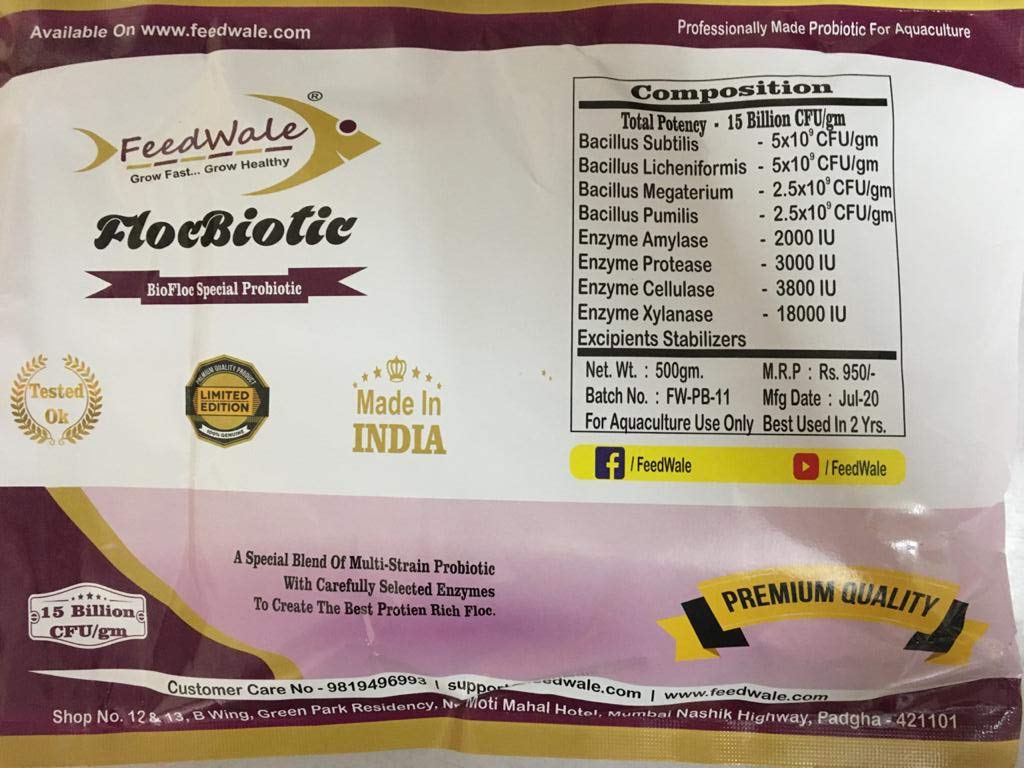 Available On www.feedwale.com
Professionally Made Probiotic For Aquaculture
®
FeedWale
Grow Fast... Grow Healthy
FlocBiotic
BioFloc Special Probiotic
Tested
Ok
PREMIUM QUALITY PRODUCT
LIMITED
EDITION
100% GENUINE
Made In
INDIA
Composition
Total Potency - 15 Billion CFU/gm
Bacillus Subtilis - 5x10⁹ CFU/gm
Bacillus Licheniformis - 5x10⁹ CFU/gm
Bacillus Megaterium - 2.5x10⁹ CFU/gm
Bacillus Pumilis - 2.5x10⁹ CFU/gm
Enzyme Amylase - 2000 IU
Enzyme Protease - 3000 IU
Enzyme Cellulase - 3800 IU
Enzyme Xylanase - 18000 IU
Excipients Stabilizers
Net. Wt. : 500gm. M.R.P : Rs. 950/-
Batch No. : FW-PB-11 Mfg Date : Jul-20
For Aquaculture Use Only Best Used In 2 Yrs.
/ FeedWale / FeedWale
A Special Blend Of Multi-Strain Probiotic
With Carefully Selected Enzymes
To Create The Best Protien Rich Floc.
15 Billion
CFU/gm
PREMIUM QUALITY
Customer Care No - 9819496993 | www.feedwale.com
Shop No. 12 & 13, B Wing, Green Park Residency, Moti Mahal Hotel, Mumbai Nashik Highway, Padgha - 421101